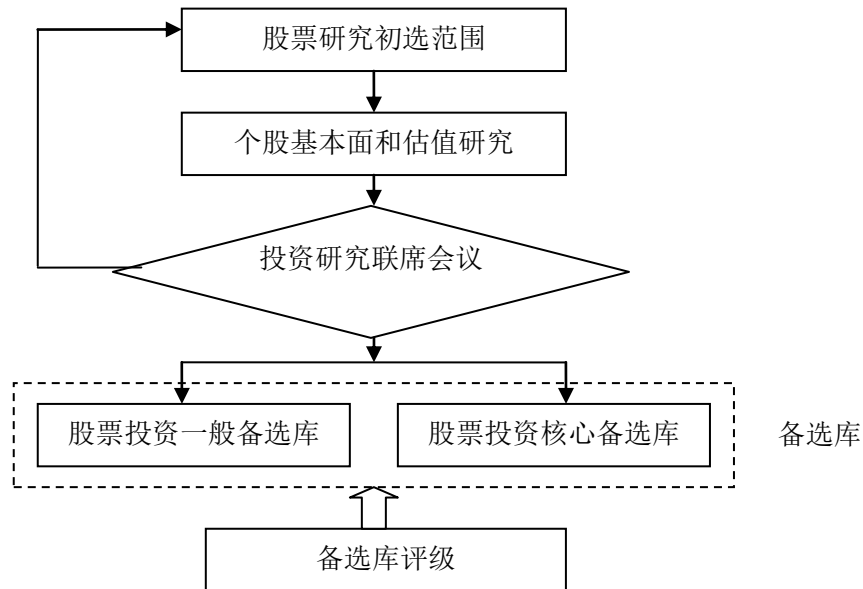 股票研究初选范围
个股基本面和估值研究
投资研究联席会议
股票投资一般备选库
股票投资核心备选库
备选库
备选库评级